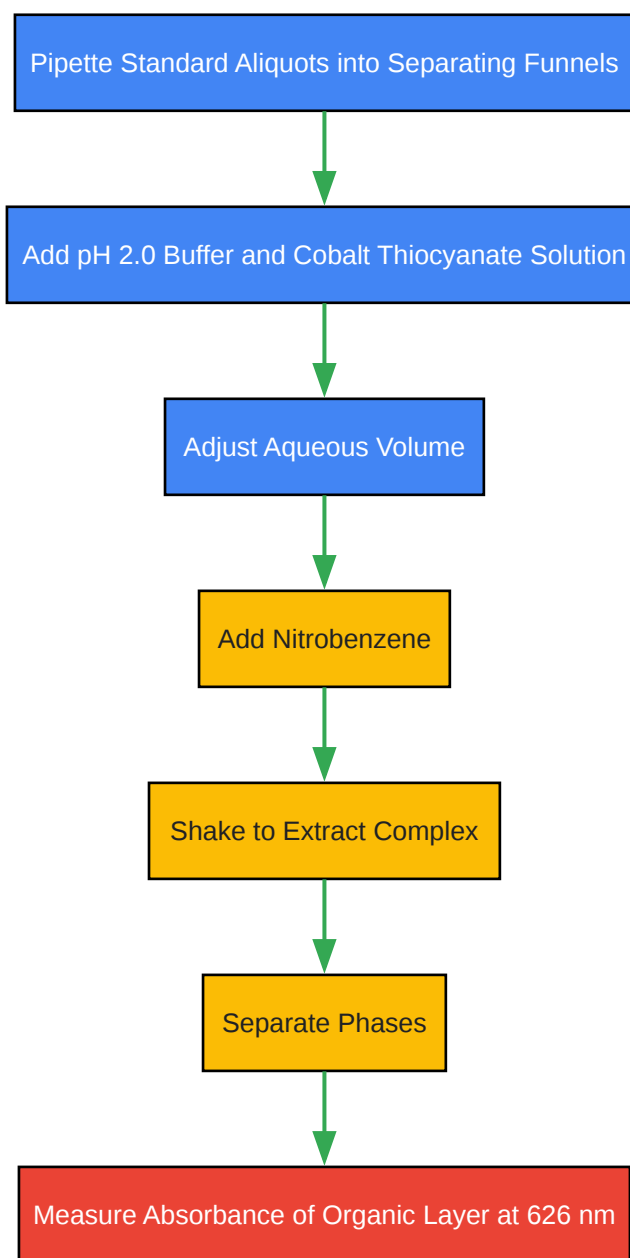 Pipette Standard Aliquots into Separating Funnels
Add pH 2.0 Buffer and Cobalt Thiocyanate Solution
Adjust Aqueous Volume
Add Nitrobenzene
Shake to Extract Complex
Separate Phases
Measure Absorbance of Organic Layer at 626 nm